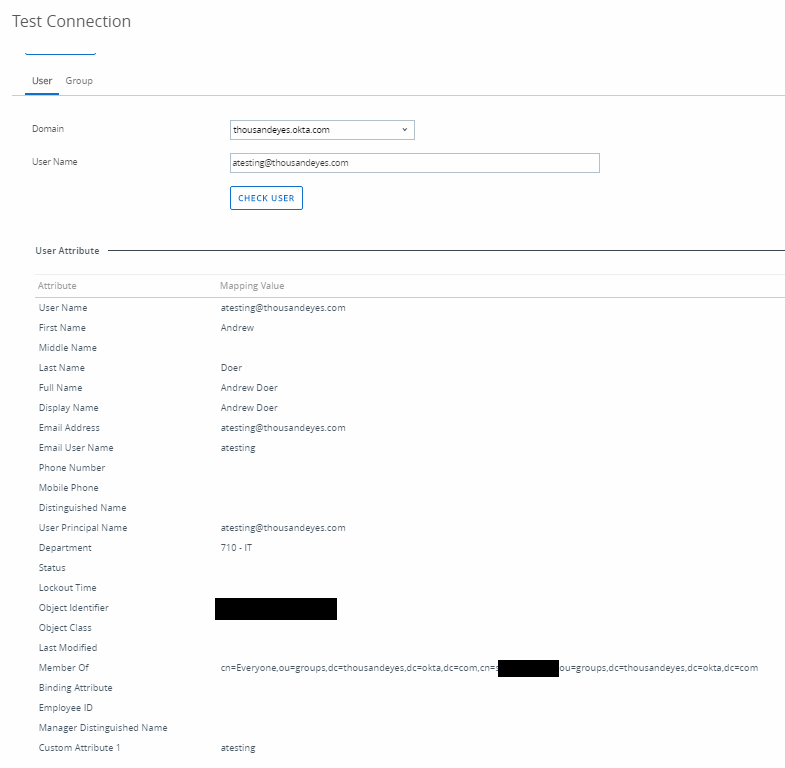 Test Connection
User Group
Domain thousandeyes.okta.com
User Name atesting@thousandeyes.com
CHECK USER
User Attribute
Attribute Mapping Value
User Name atesting@thousandeyes.com
First Name Andrew
Middle Name
Last Name Doer
Full Name Andrew Doer
Display Name Andrew Doer
Email Address atesting@thousandeyes.com
Email User Name atesting
Phone Number
Mobile Phone
Distinguished Name
User Principal Name atesting@thousandeyes.com
Department 710 - IT
Status
Lockout Time
Object Identifier
Object Class
Last Modified
Member Of cn=Everyone,ou=groups,dc=thousandeyes,dc=okta,dc=com,cn= ou=groups,dc=thousandeyes,dc=okta,dc=com
Binding Attribute
Employee ID
Manager Distinguished Name
Custom Attribute 1 atesting